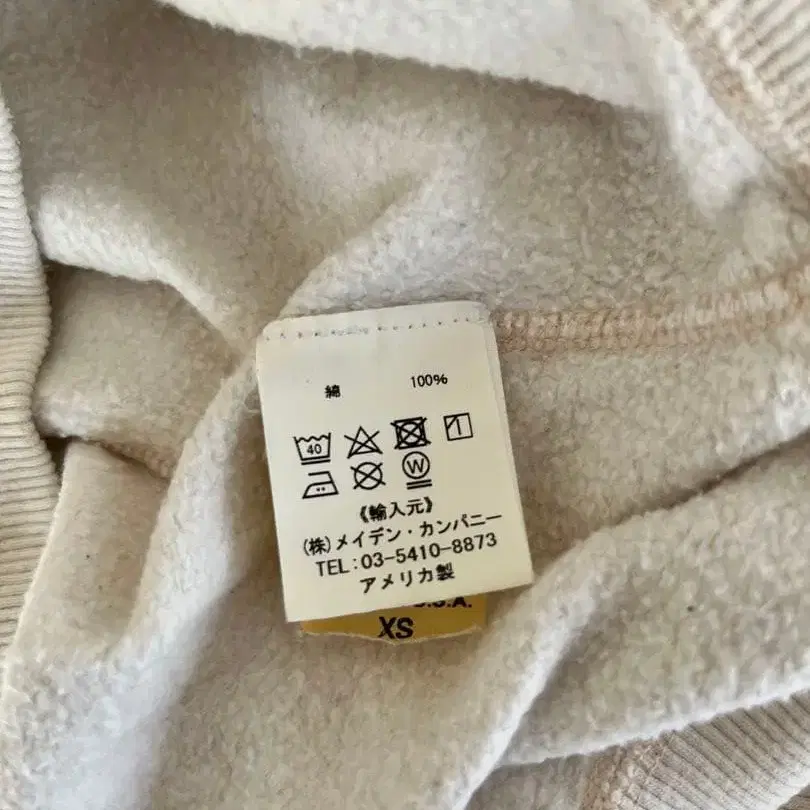 綿 100%
40
W
《輸入元》
(株)メイデン・カンパニー
TEL:03-5410-8873
アメリカ製
U.S.A.
XS